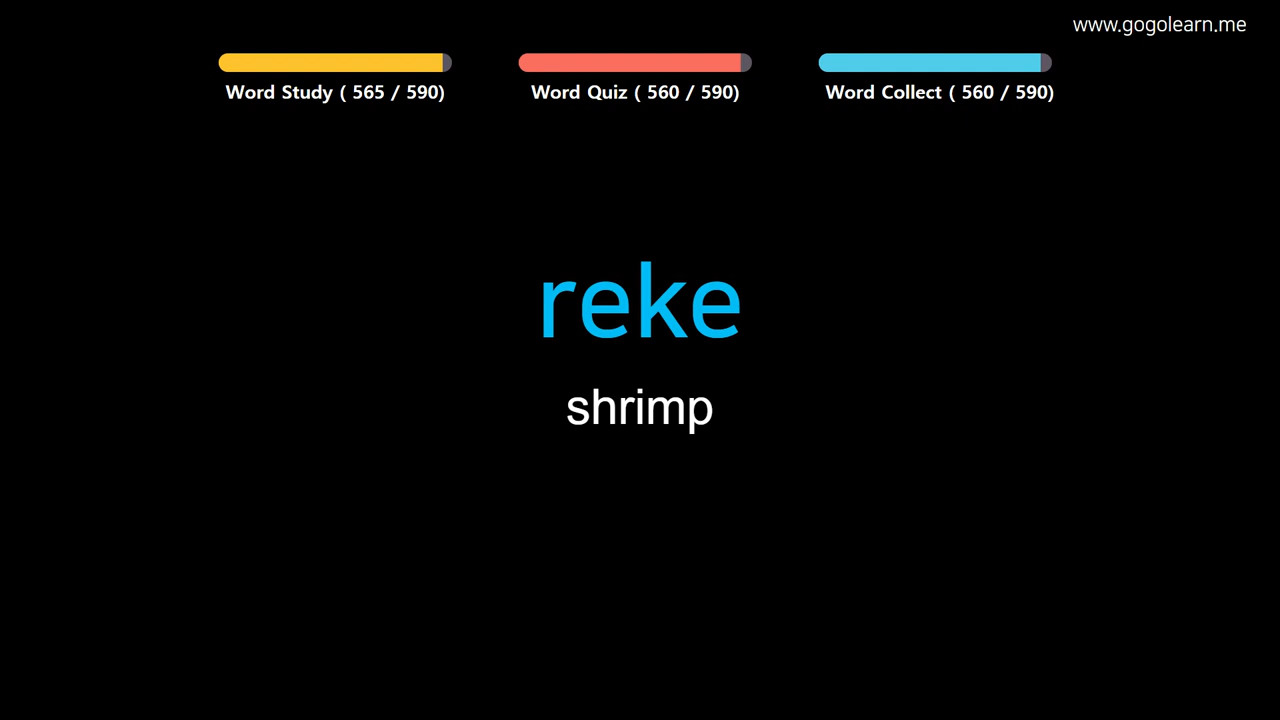 www.gogolearn.me
Word Study ( 565 / 590)
Word Quiz ( 560 / 590)
Word Collect ( 560 / 590)
reke
shrimp